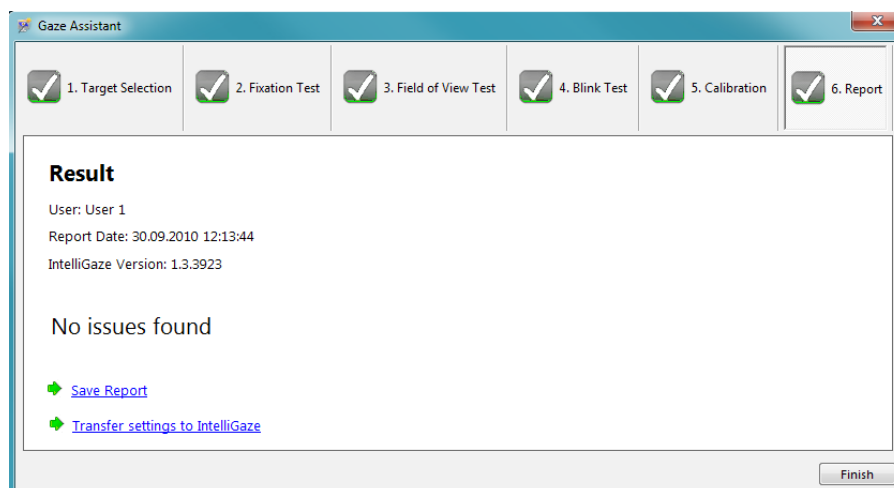 Gaze Assistant
1. Target Selection
2. Fixation Test
3. Field of View Test
4. Blink Test
5. Calibration
6. Report
Result
User: User 1
Report Date: 30.09.2010 12:13:44
IntelliGaze Version: 1.3.3923
No issues found
Save Report
Transfer settings to IntelliGaze
Finish